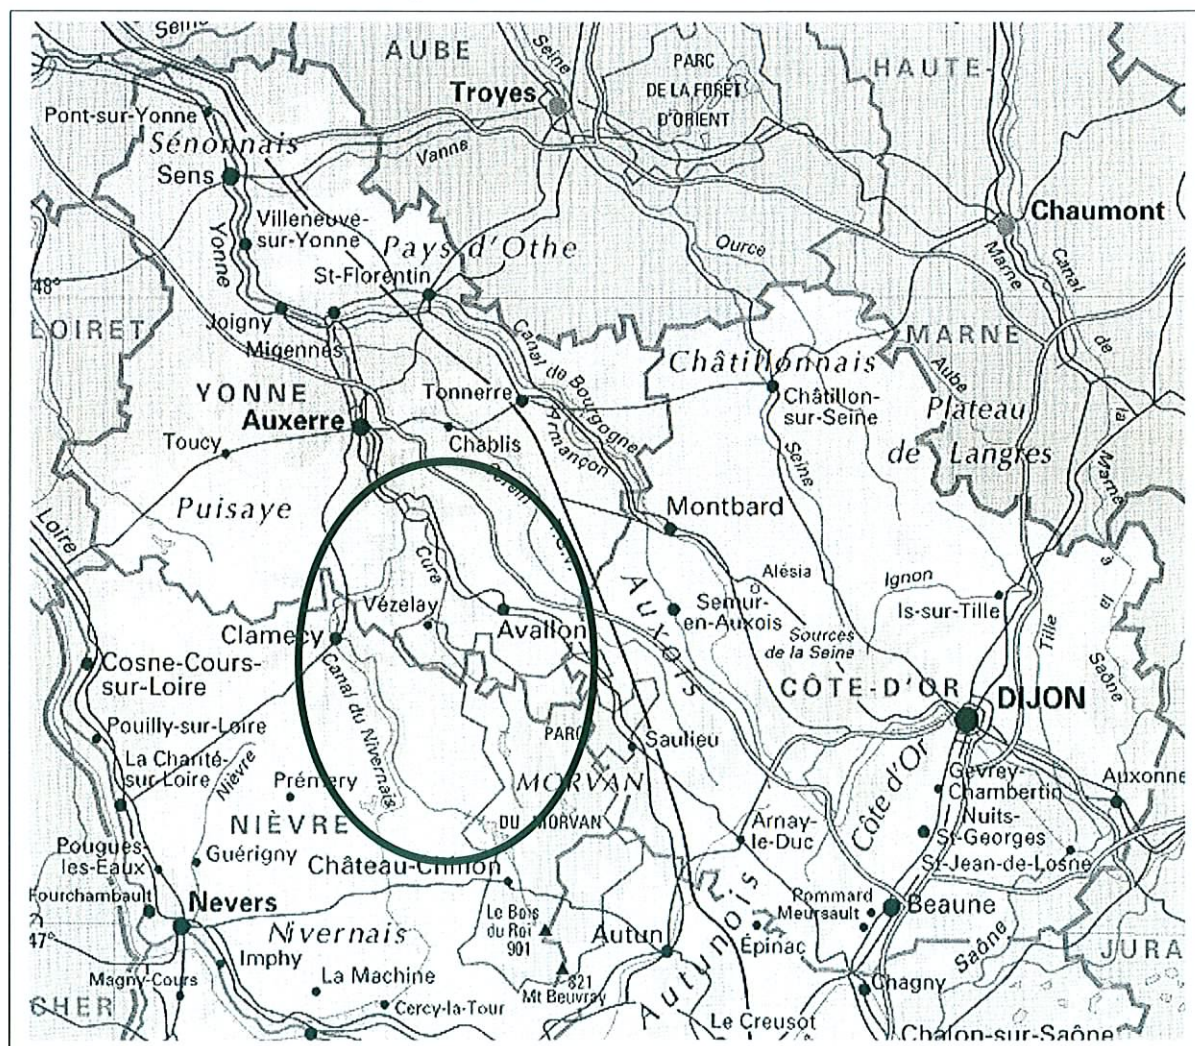 Seine
AUBE
Seine
HAUTE-
PARC
DE LA FORÊT
D'ORIENT
Troyes
Pont-sur-Yonne
Sénonnais
Vanne
Sens
Chaumont
Villeneuve-
sur-Yonne
Yonne
Pays d'Othe
Ource
Marne
Canal
de
la
Marne
à
la
Saône
St-Florentin
48°
LOIRET
Joigny
Migennes
Canal de Bourgogne
MARNE
Châtillonnais
Aube
YONNE
Tonnerre
Châtillon-
sur-Seine
Plateau
de Langres
Auxerre
Armançon
Toucy
Chablis
Seine
Serein
Puisaye
Montbard
Loire
Cure
Alésia
Ignon
Vézelay
Auxois
Semur-
en-Auxois
Is-sur-Tille
Tille
Clamecy
Avallon
Sources
de la Seine
Cosne-Cours-
sur-Loire
Canal du Nivernais
CÔTE-D'OR
DIJON
Pouilly-sur-Loire
PARC
Saulieu
La Charité-
sur-Loire
Nièvre
Prémery
MORVAN
Côte d'Or
Gevrey-
Chambertin
Auxonne
NIÈVRE
DU MORVAN
Arnay-
le-Duc
Nuits-
St-Georges
Pougues-
les-Eaux
Guérigny
Château-Chinon
St-Jean-de-Losne
Fourchambault
Pommard
Meursault
Beaune
Nevers
Le Bois
du Roi
901
Autun
Autunois
Épinac
47°
Nivernais
Saône
JURA
Imphy
Magny-Cours
La Machine
821
Mt Beuvray
Chagny
CHER
Cercy-la-Tour
Le Creusot
Chalon-sur-Saône